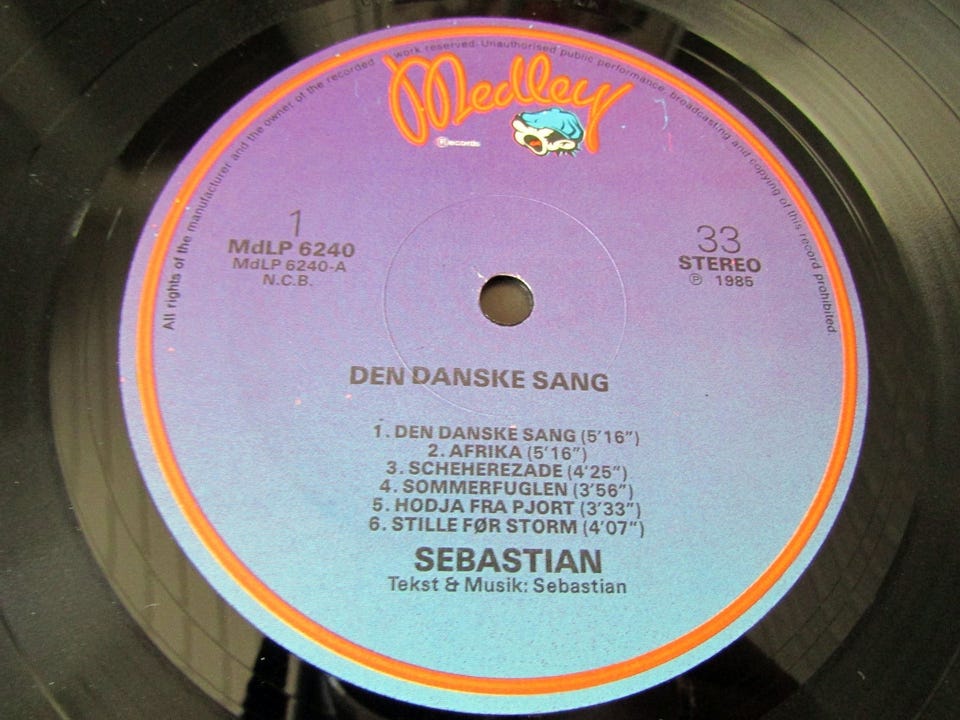 All rights of the manufacturer and the owner of the recorded work reserved. Unauthorised public performance, broadcasting and copying of this record prohibited.
Medley
Records
1
MdLP 6240
MdLP 6240-A
N.C.B.
33
STEREO
℗ 1985
DEN DANSKE SANG
1. DEN DANSKE SANG (5'16")
2. AFRIKA (5'16")
3. SCHEHEREZADE (4'25")
4. SOMMERFUGLEN (3'56")
5. HODJA FRA PJORT (3'33")
6. STILLE FØR STORM (4'07")
SEBASTIAN
Tekst & Musik: Sebastian